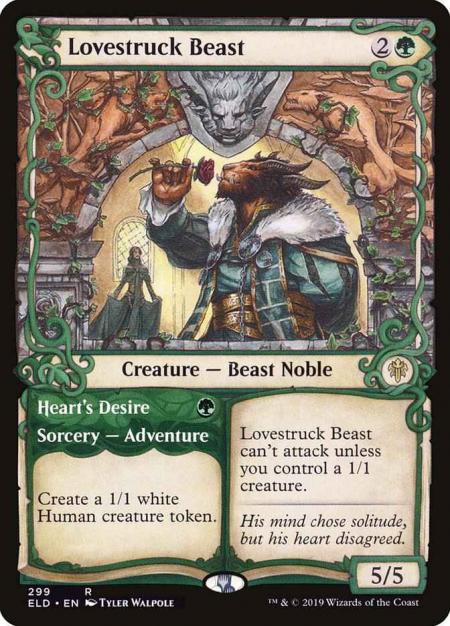 Lovestruck Beast 2
Creature — Beast Noble
Heart's Desire
Sorcery — Adventure
Create a 1/1 white
Human creature token.
Lovestruck Beast
can't attack unless
you control a 1/1
creature.
His mind chose solitude,
but his heart disagreed.
5/5
299 R
ELD • EN TYLER WALPOLE
™ & © 2019 Wizards of the Coast